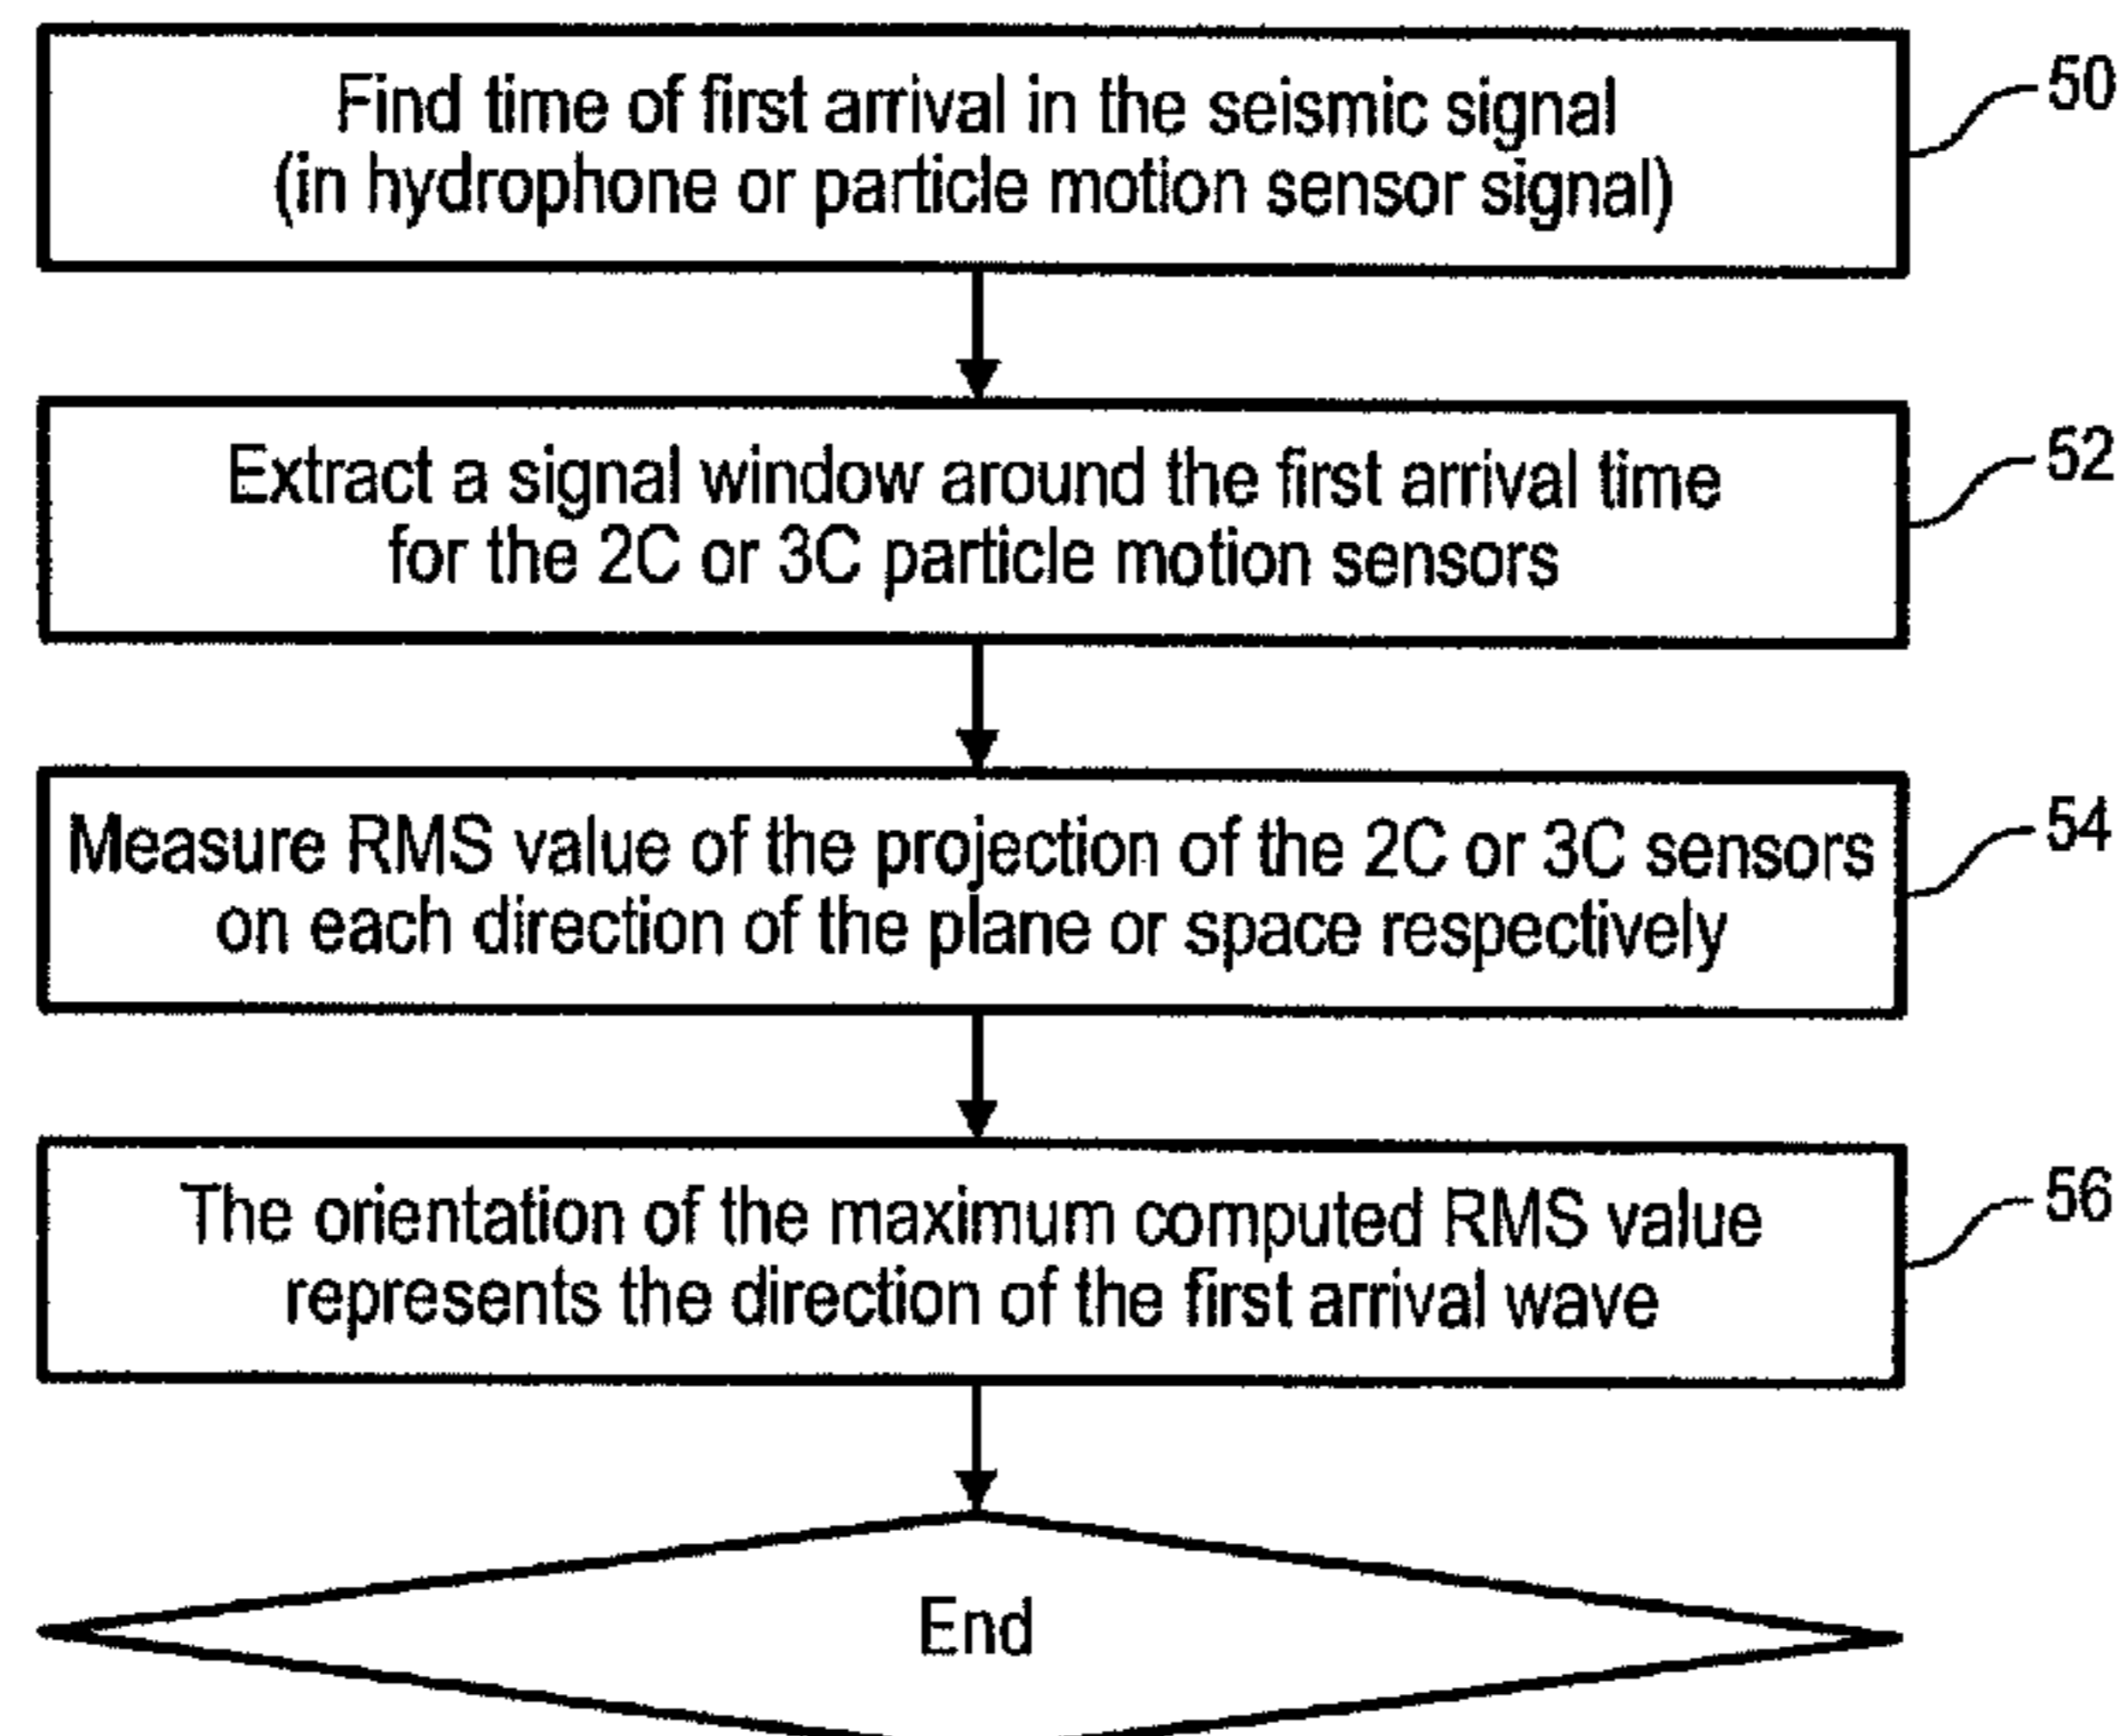 Find time of first arrival in the seismic signal
(in hydrophone or particle motion sensor signal)
50
Extract a signal window around the first arrival time
for the 2C or 3C particle motion sensors
52
Measure RMS value of the projection of the 2C or 3C sensors
on each direction of the plane or space respectively
54
The orientation of the maximum computed RMS value
represents the direction of the first arrival wave
56
End